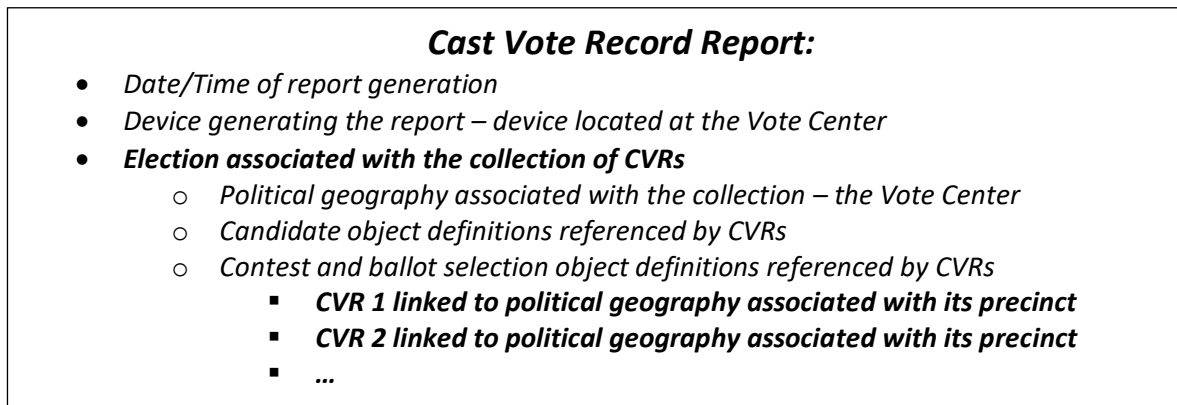 Cast Vote Record Report:
• Date/Time of report generation
• Device generating the report – device located at the Vote Center
• Election associated with the collection of CVRs
o Political geography associated with the collection – the Vote Center
o Candidate object definitions referenced by CVRs
o Contest and ballot selection object definitions referenced by CVRs
▪ CVR 1 linked to political geography associated with its precinct
▪ CVR 2 linked to political geography associated with its precinct
▪ …